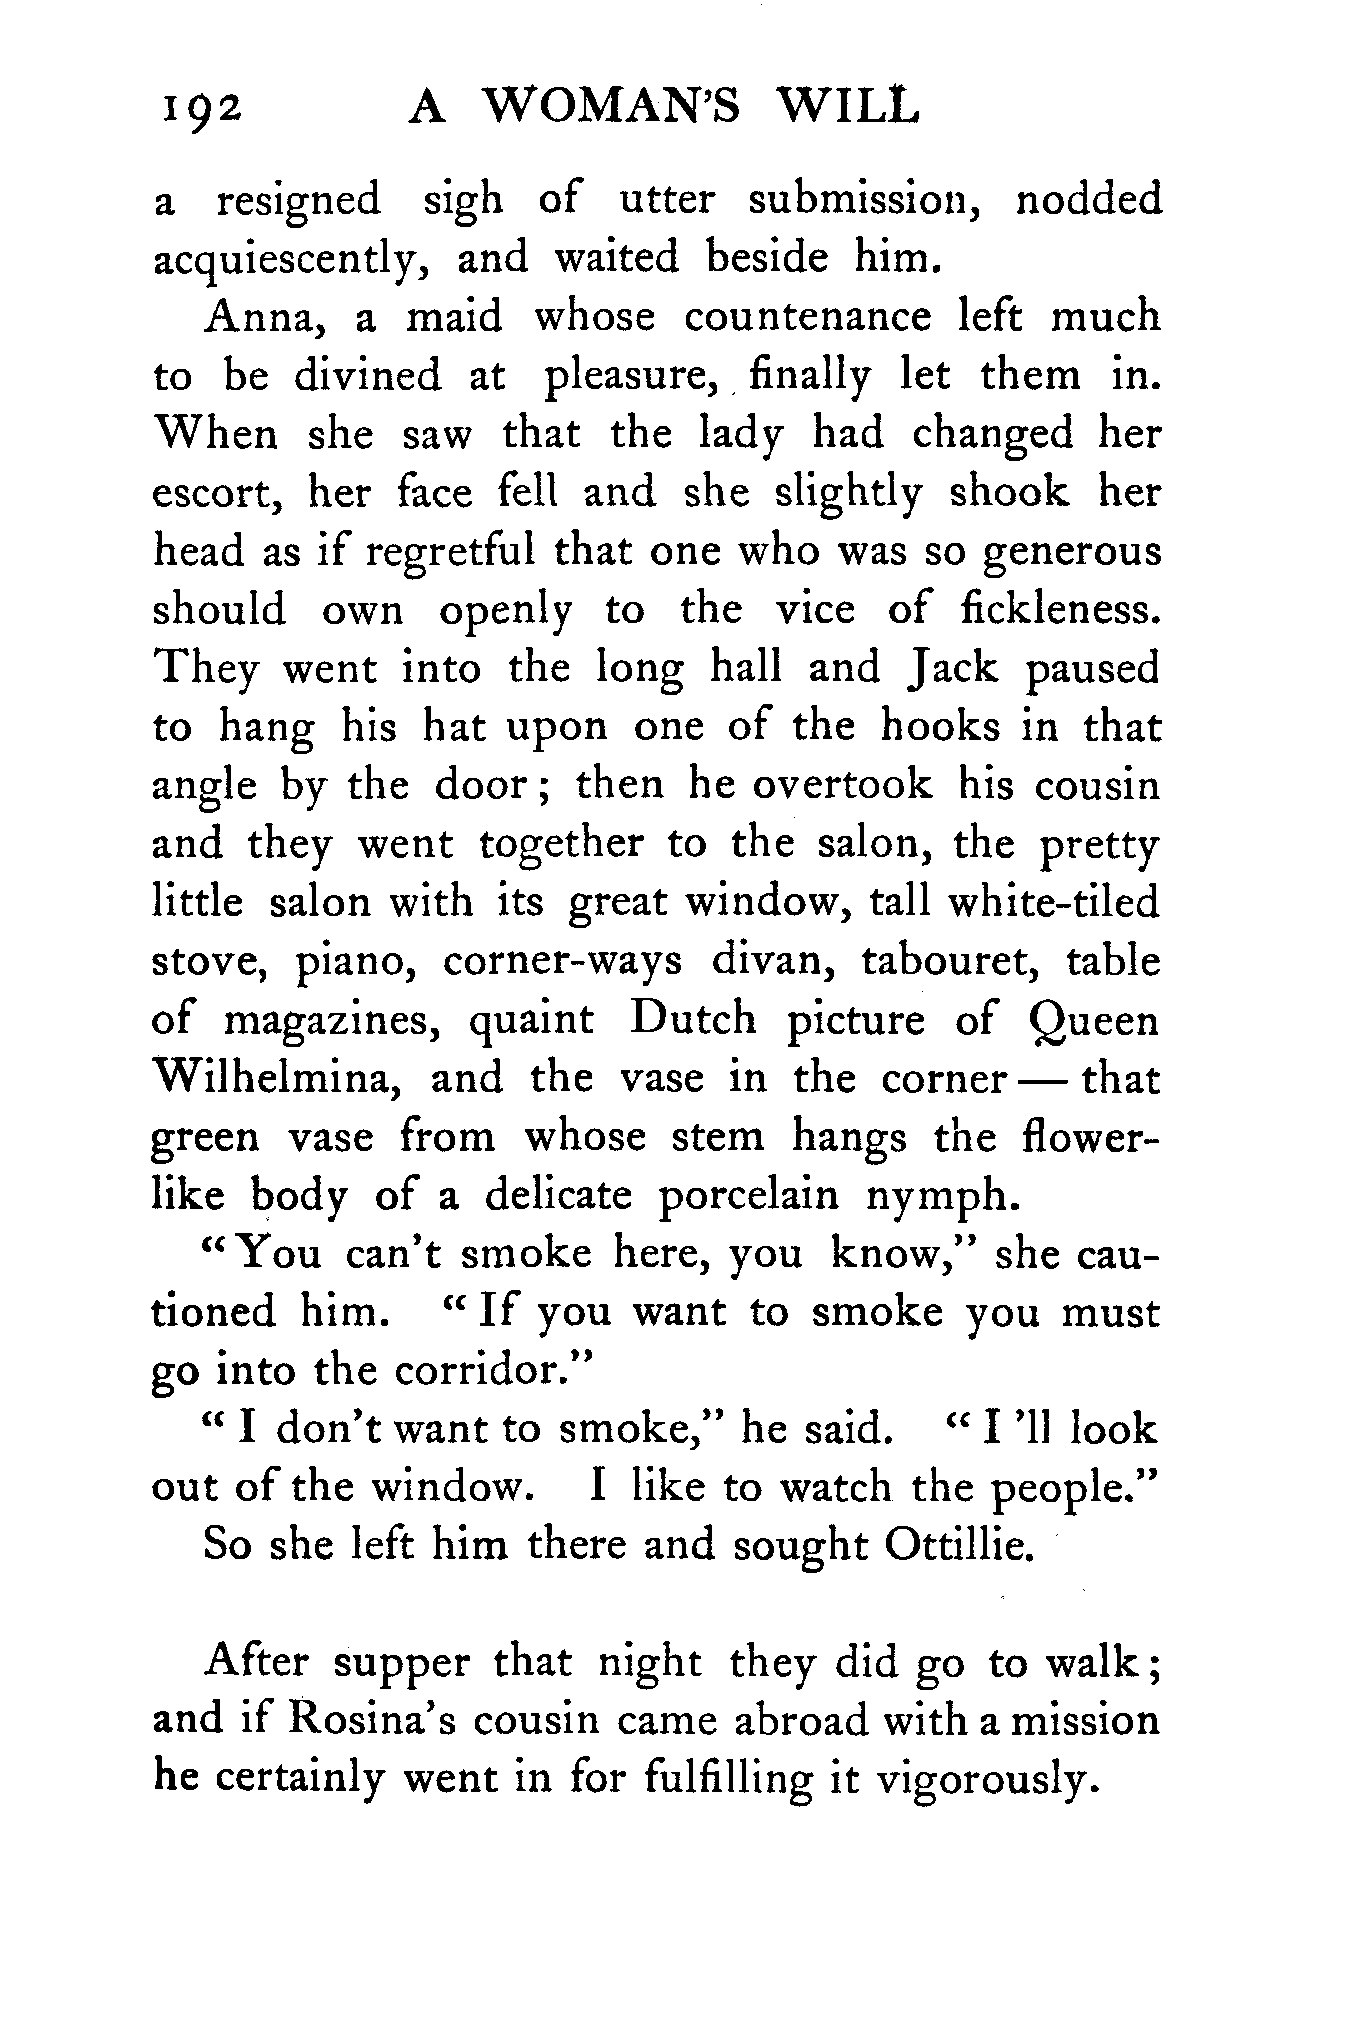 192 A WOMAN'S WILL
a resigned sigh of utter submission, nodded
acquiescently, and waited beside him.
Anna, a maid whose countenance left much
to be divined at pleasure, finally let them in.
When she saw that the lady had changed her
escort, her face fell and she slightly shook her
head as if regretful that one who was so generous
should own openly to the vice of fickleness.
They went into the long hall and Jack paused
to hang his hat upon one of the hooks in that
angle by the door; then he overtook his cousin
and they went together to the salon, the pretty
little salon with its great window, tall white-tiled
stove, piano, corner-ways divan, tabouret, table
of magazines, quaint Dutch picture of Queen
Wilhelmina, and the vase in the corner — that
green vase from whose stem hangs the flower-
like body of a delicate porcelain nymph.
"You can't smoke here, you know," she cau-
tioned him. "If you want to smoke you must
go into the corridor."
"I don't want to smoke," he said. "I 'll look
out of the window. I like to watch the people."
So she left him there and sought Ottillie.
After supper that night they did go to walk;
and if Rosina's cousin came abroad with a mission
he certainly went in for fulfilling it vigorously.